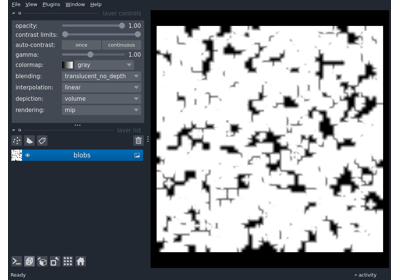 File View Plugins Window Help
layer controls
opacity: 1.00
contrast limits:
auto-contrast: once continuous
gamma: 1.00
colormap: gray
blending: translucent_no_depth
interpolation: linear
depiction: volume
rendering: mip
layer list
blobs
Ready activity